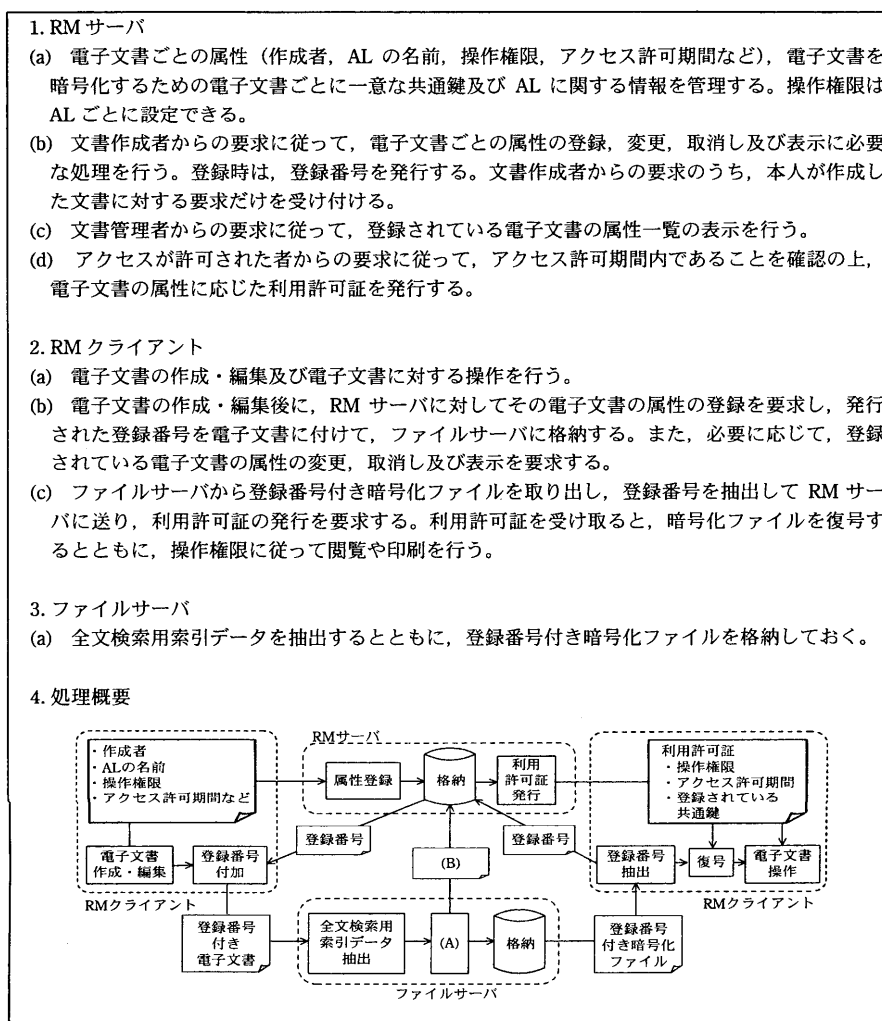 1. RM サーバ
(a) 電子文書ごとの属性（作成者，AL の名前，操作権限，アクセス許可期間など），電子文書を
暗号化するための電子文書ごとに一意な共通鍵及び AL に関する情報を管理する。操作権限は
AL ごとに設定できる。
(b) 文書作成者からの要求に従って，電子文書ごとの属性の登録，変更，取消し及び表示に必要
な処理を行う。登録時は，登録番号を発行する。文書作成者からの要求のうち，本人が作成し
た文書に対する要求だけを受け付ける。
(c) 文書管理者からの要求に従って，登録されている電子文書の属性一覧の表示を行う。
(d) アクセスが許可された者からの要求に従って，アクセス許可期間内であることを確認の上，
電子文書の属性に応じた利用許可証を発行する。
2. RM クライアント
(a) 電子文書の作成・編集及び電子文書に対する操作を行う。
(b) 電子文書の作成・編集後に，RM サーバに対してその電子文書の属性の登録を要求し，発行
された登録番号を電子文書に付けて，ファイルサーバに格納する。また，必要に応じて，登録
されている電子文書の属性の変更，取消し及び表示を要求する。
(c) ファイルサーバから登録番号付き暗号化ファイルを取り出し，登録番号を抽出して RM サー
バに送り，利用許可証の発行を要求する。利用許可証を受け取ると，暗号化ファイルを復号す
るとともに，操作権限に従って閲覧や印刷を行う。
3. ファイルサーバ
(a) 全文検索用索引データを抽出するとともに，登録番号付き暗号化ファイルを格納しておく。
4. 処理概要
・作成者
・ALの名前
・操作権限
・アクセス許可期間など
電子文書
作成・編集
登録番号
付加
RMクライアント
RMサーバ
属性登録
格納
利用
許可証
発行
登録番号
(B)
登録番号
利用許可証
・操作権限
・アクセス許可期間
・登録されている
共通鍵
登録番号
抽出
復号
電子文書
操作
RMクライアント
登録番号
付き
電子文書
全文検索用
索引データ
抽出
(A)
格納
ファイルサーバ
登録番号
付き暗号化
ファイル